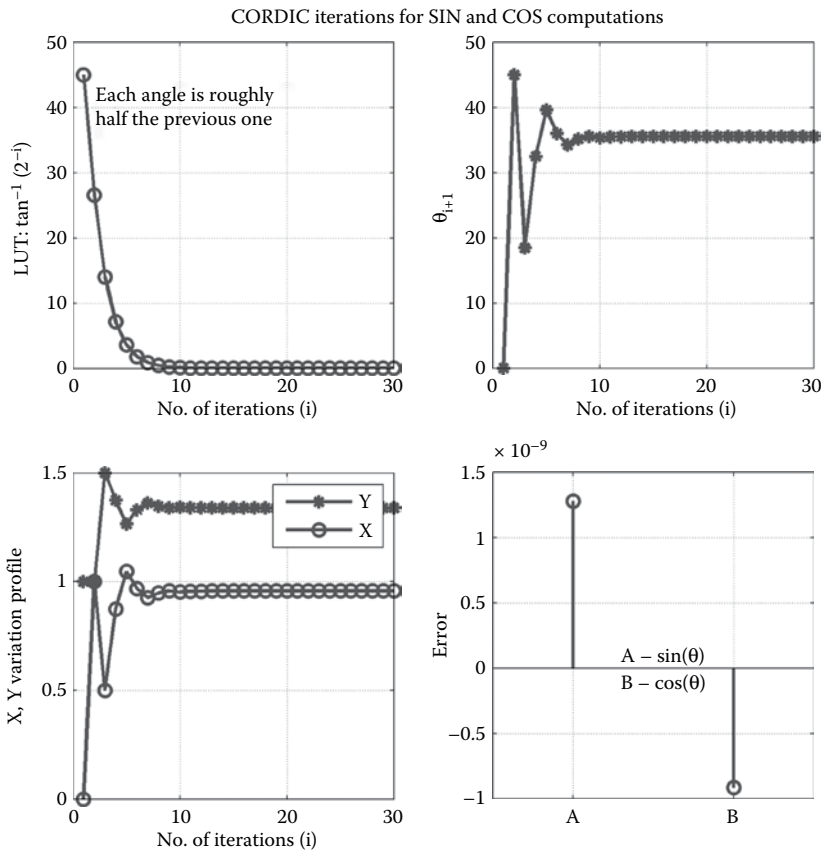 CORDIC iterations for SIN and COS computations
50
40
30
20
10
0
Each angle is roughly
half the previous one
LUT: tan⁻¹ (2⁻ⁱ)
0
10
20
30
No. of iterations (i)
50
40
30
20
10
0
θᵢ₊₁
0
10
20
30
No. of iterations (i)
1.5
1
0.5
0
Y
X
X, Y variation profile
0
10
20
30
No. of iterations (i)
× 10⁻⁹
1.5
1
0.5
0
−0.5
−1
Error
A – sin(θ)
B – cos(θ)
A
B